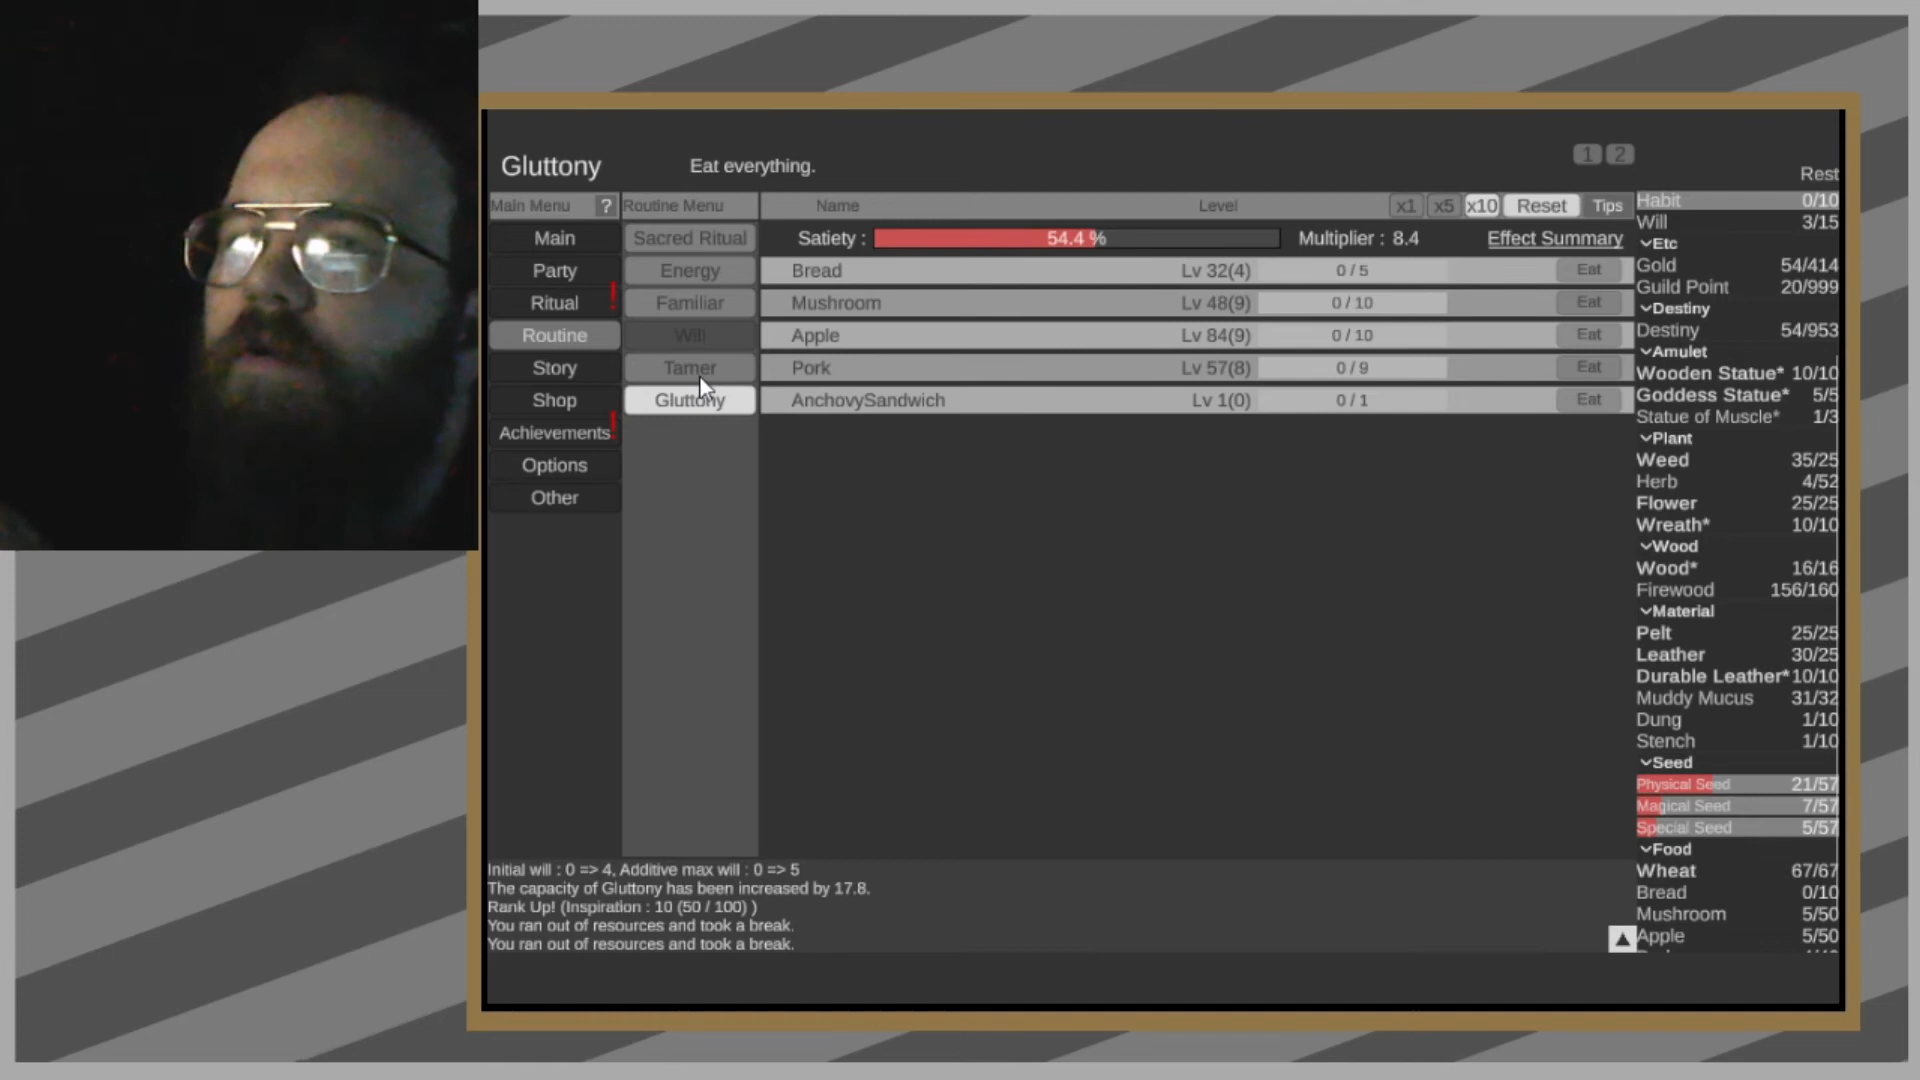 Gluttony
Eat everything.
1 2
Rest
Main Menu ?
Routine Menu
Name
Level
x1 x5 x10 Reset Tips
Main
Party
Ritual !
Routine
Story
Shop
Achievements !
Options
Other
Sacred Ritual
Energy
Familiar
Will
Tamer
Gluttony
Satiety : 54.4 % Multiplier : 8.4 Effect Summary
Bread Lv 32(4) 0 / 5 Eat
Mushroom Lv 48(9) 0 / 10 Eat
Apple Lv 84(9) 0 / 10 Eat
Pork Lv 57(8) 0 / 9 Eat
AnchovySandwich Lv 1(0) 0 / 1 Eat
Habit 0/10
Will 3/15
Etc
Gold 54/414
Guild Point 20/999
Destiny
Destiny 54/953
Amulet
Wooden Statue* 10/10
Goddess Statue* 5/5
Statue of Muscle* 1/3
Plant
Weed 35/25
Herb 4/52
Flower 25/25
Wreath* 10/10
Wood
Wood* 16/16
Firewood 156/160
Material
Pelt 25/25
Leather 30/25
Durable Leather* 10/10
Muddy Mucus 31/32
Dung 1/10
Stench 1/10
Seed
Physical Seed 21/57
Magical Seed 7/57
Special Seed 5/57
Food
Wheat 67/67
Bread 0/10
Mushroom 5/50
Apple 5/50
Initial will : 0 => 4, Additive max will : 0 => 5
The capacity of Gluttony has been increased by 17.8.
Rank Up! (Inspiration : 10 (50 / 100) )
You ran out of resources and took a break.
You ran out of resources and took a break.